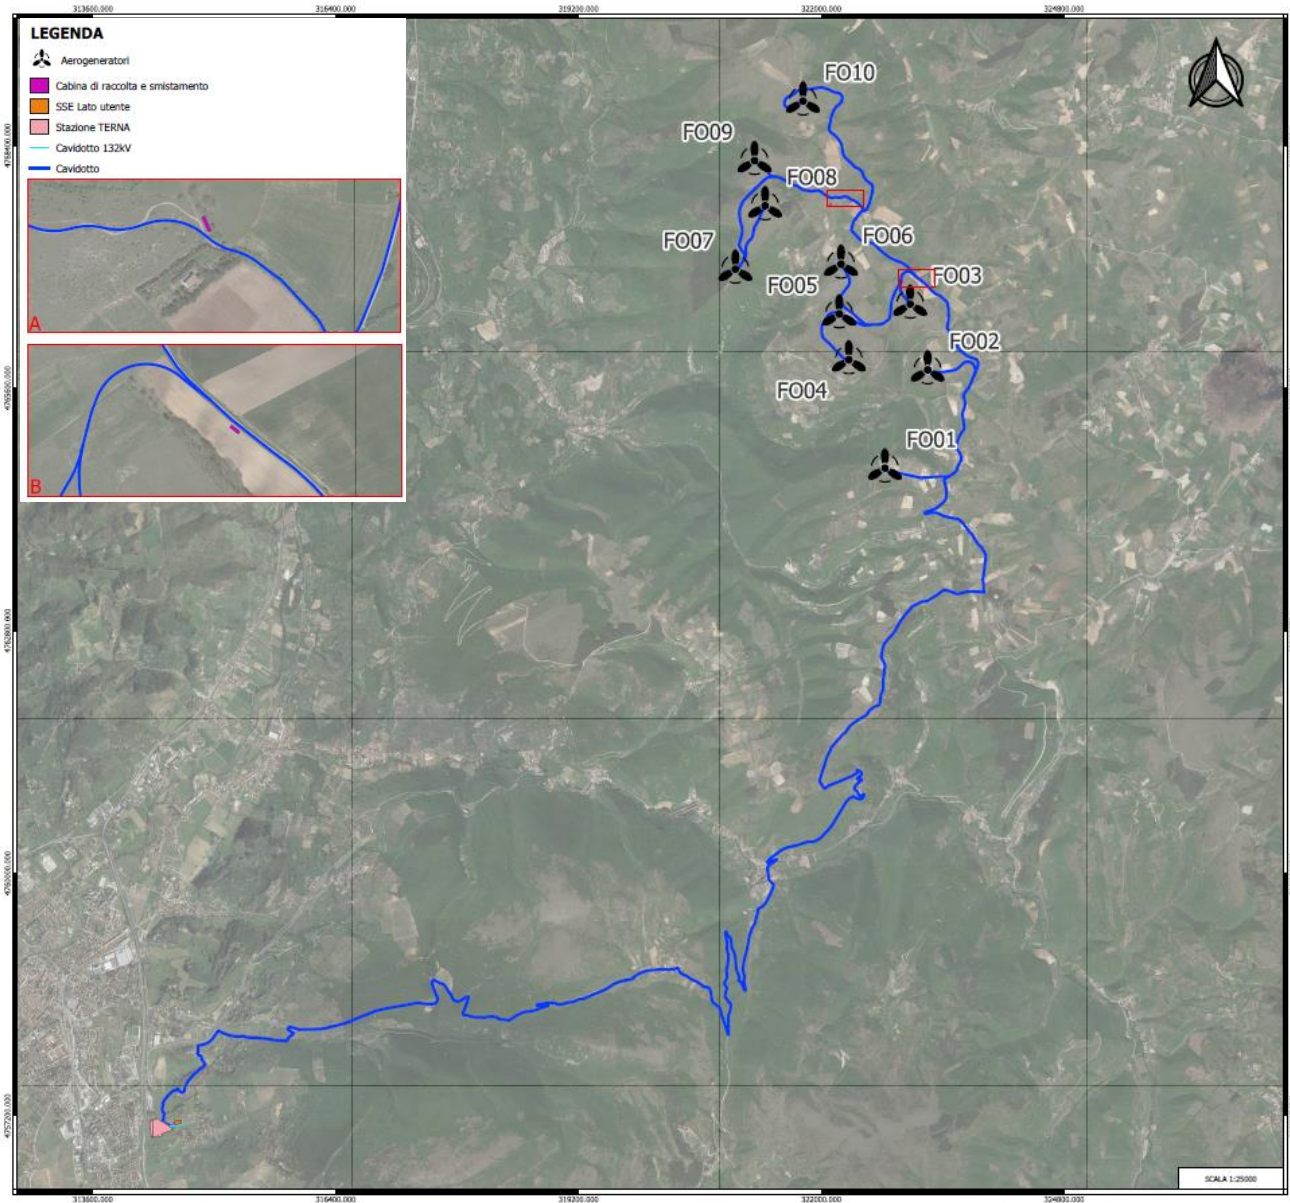 313600.000 316400.000 319200.000 322000.000 324800.000
LEGENDA
Aerogeneratori
Cabina di raccolta e smistamento
SSE Lato utente
Stazione TERNA
Cavidotto 132kV
Cavidotto
A
B
FO10
FO09
FO08
FO07
FO06
FO05
FO03
FO02
FO04
FO01
4768400.000
4765600.000
4762800.000
4760000.000
4757200.000
SCALA 1:25000
313600.000 316400.000 319200.000 322000.000 324800.000